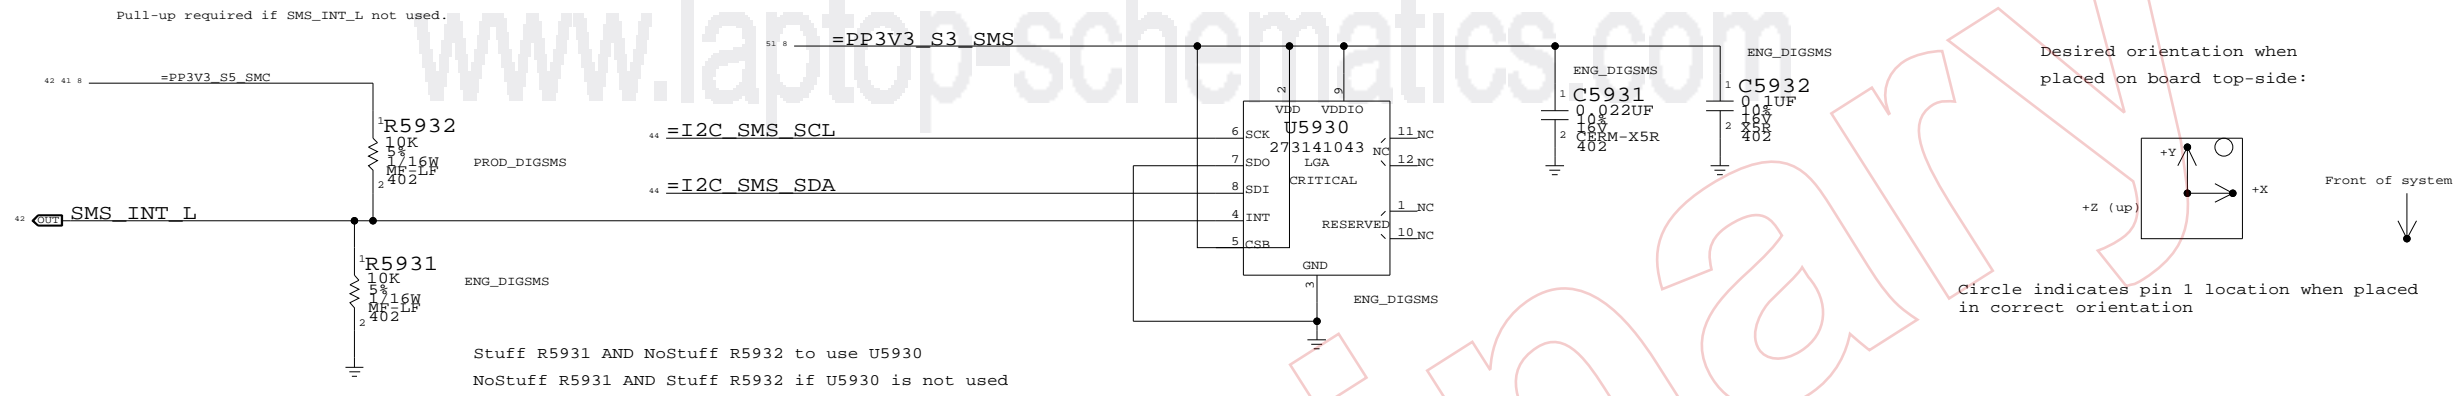 Pull-up required if SMS_INT_L not used.
www.laptop-schematics.com
51 8 =PP3V3_S3_SMS
42 41 8 =PP3V3_S5_SMC
1
R5932
10K
5%
1/16W
MF-LF
402
2
PROD_DIGSMS
44 =I2C_SMS_SCL
44 =I2C_SMS_SDA
42 OUT SMS_INT_L
1
R5931
10K
5%
1/16W
MF-LF
402
2
ENG_DIGSMS
2 9
VDD VDDIO
U5930
273141043
LGA
CRITICAL
6 SCK
7 SDO
8 SDI
4 INT
5 CSB
11 NC
NC
12 NC
1 NC
RESERVED
10 NC
GND
3
ENG_DIGSMS
ENG_DIGSMS
1
C5931
0.022UF
10%
16V
2 CERM-X5R
402
ENG_DIGSMS
1
C5932
0.1UF
10%
16V
2 X5R
402
Stuff R5931 AND NoStuff R5932 to use U5930
NoStuff R5931 AND Stuff R5932 if U5930 is not used
Desired orientation when
placed on board top-side:
+Y
+X
+Z (up)
Front of system
Circle indicates pin 1 location when placed
in correct orientation
inary